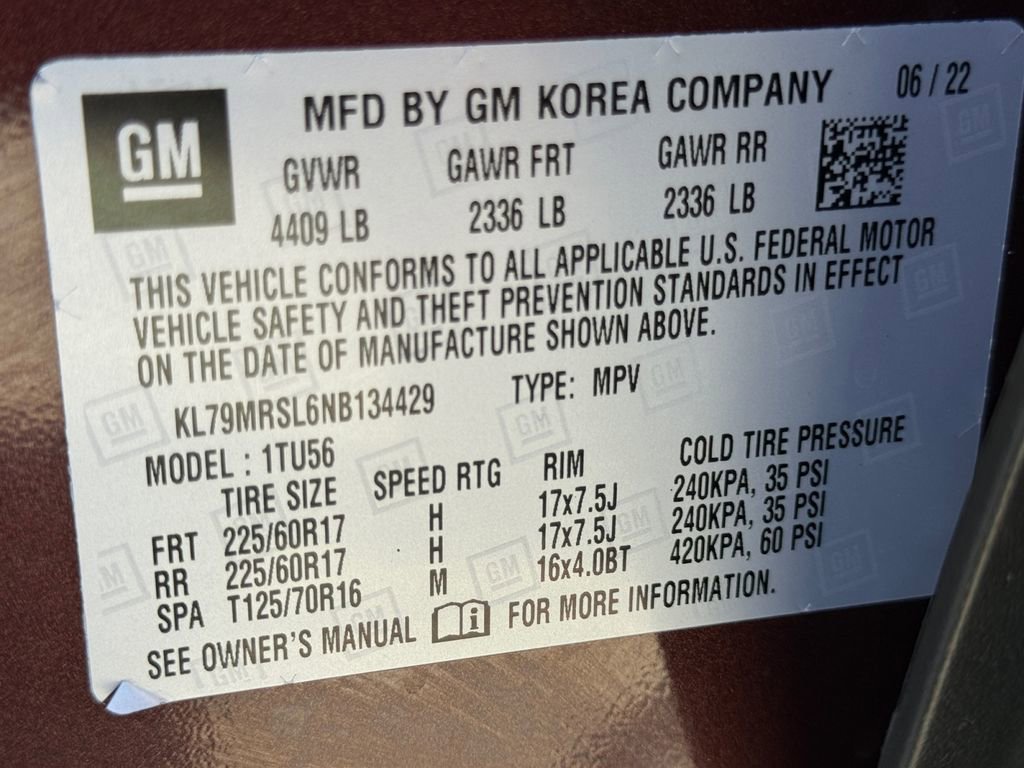 GM
MFD BY GM KOREA COMPANY 06 / 22
GVWR GAWR FRT GAWR RR
4409 LB 2336 LB 2336 LB
THIS VEHICLE CONFORMS TO ALL APPLICABLE U.S. FEDERAL MOTOR
VEHICLE SAFETY AND THEFT PREVENTION STANDARDS IN EFFECT
ON THE DATE OF MANUFACTURE SHOWN ABOVE.
KL79MRSL6NB134429 TYPE: MPV
MODEL : 1TU56
TIRE SIZE SPEED RTG RIM COLD TIRE PRESSURE
FRT 225/60R17 H 17x7.5J 240KPA, 35 PSI
RR 225/60R17 H 17x7.5J 240KPA, 35 PSI
SPA T125/70R16 M 16x4.0BT 420KPA, 60 PSI
SEE OWNER'S MANUAL i FOR MORE INFORMATION.